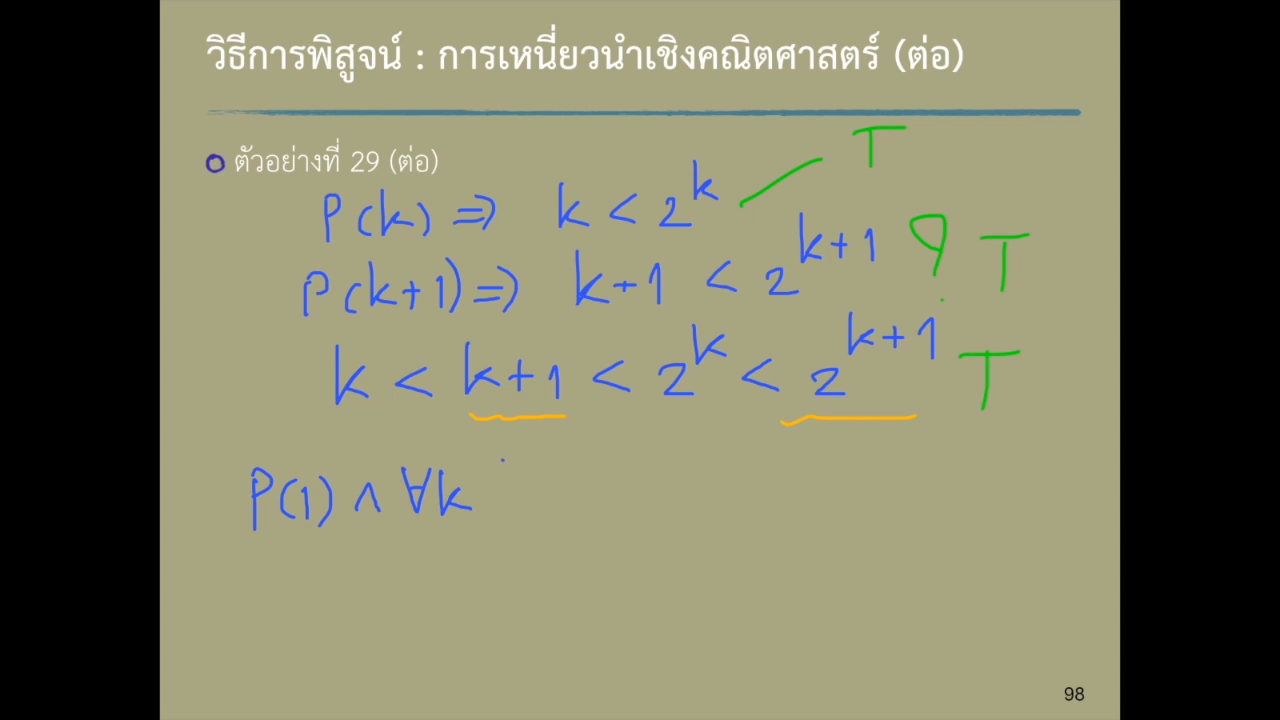 วิธีการพิสูจน์ : การเหนี่ยวนำเชิงคณิตศาสตร์ (ต่อ)
ตัวอย่างที่ 29 (ต่อ)
P(k) ⇒ k < 2^k T
P(k+1) ⇒ k+1 < 2^{k+1} ? T
k < k+1 < 2^k < 2^{k+1} T
P(1) ∧ ∀k
98